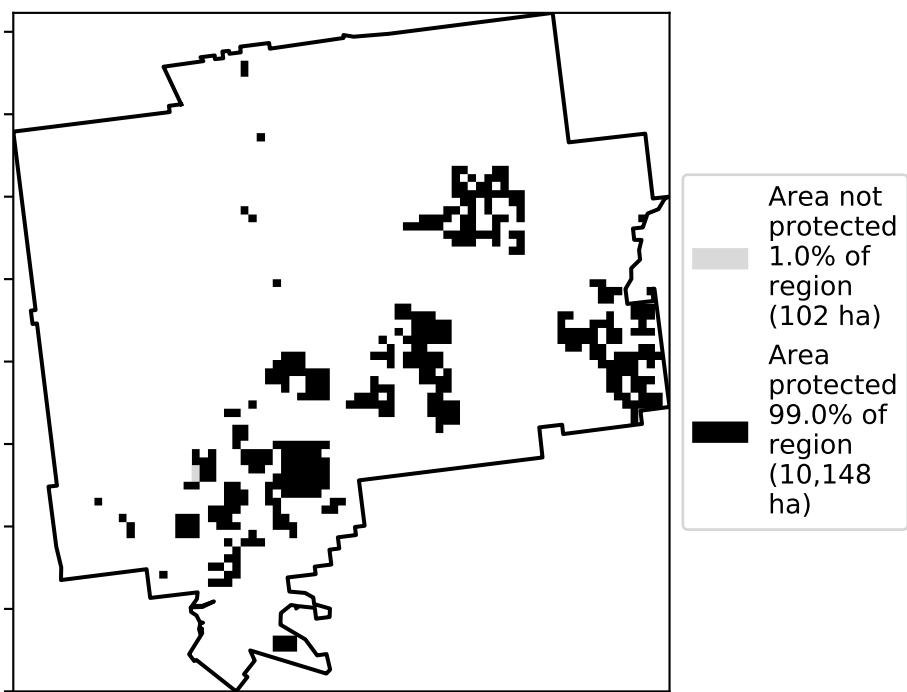 Area not
protected
1.0% of
region
(102 ha)
Area
protected
99.0% of
region
(10,148
ha)